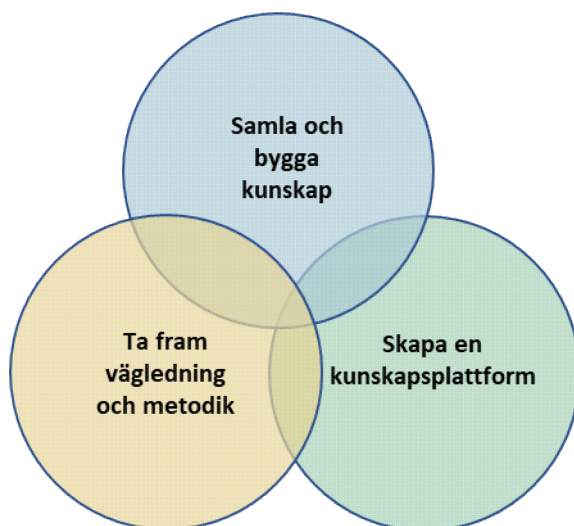 Samla och
bygga
kunskap
Ta fram
vägledning
och metodik
Skapa en
kunskapsplattform